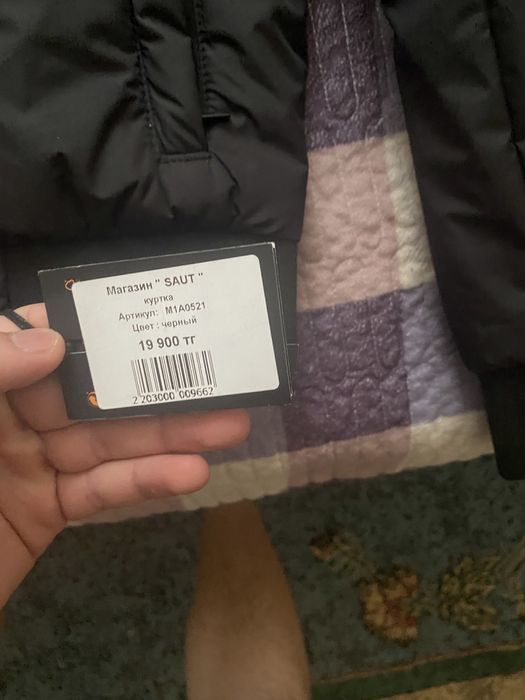 Магазин " SAUT "
куртка
Артикул: M1A0521
Цвет : черный
19 900 тг
2 203000 009662